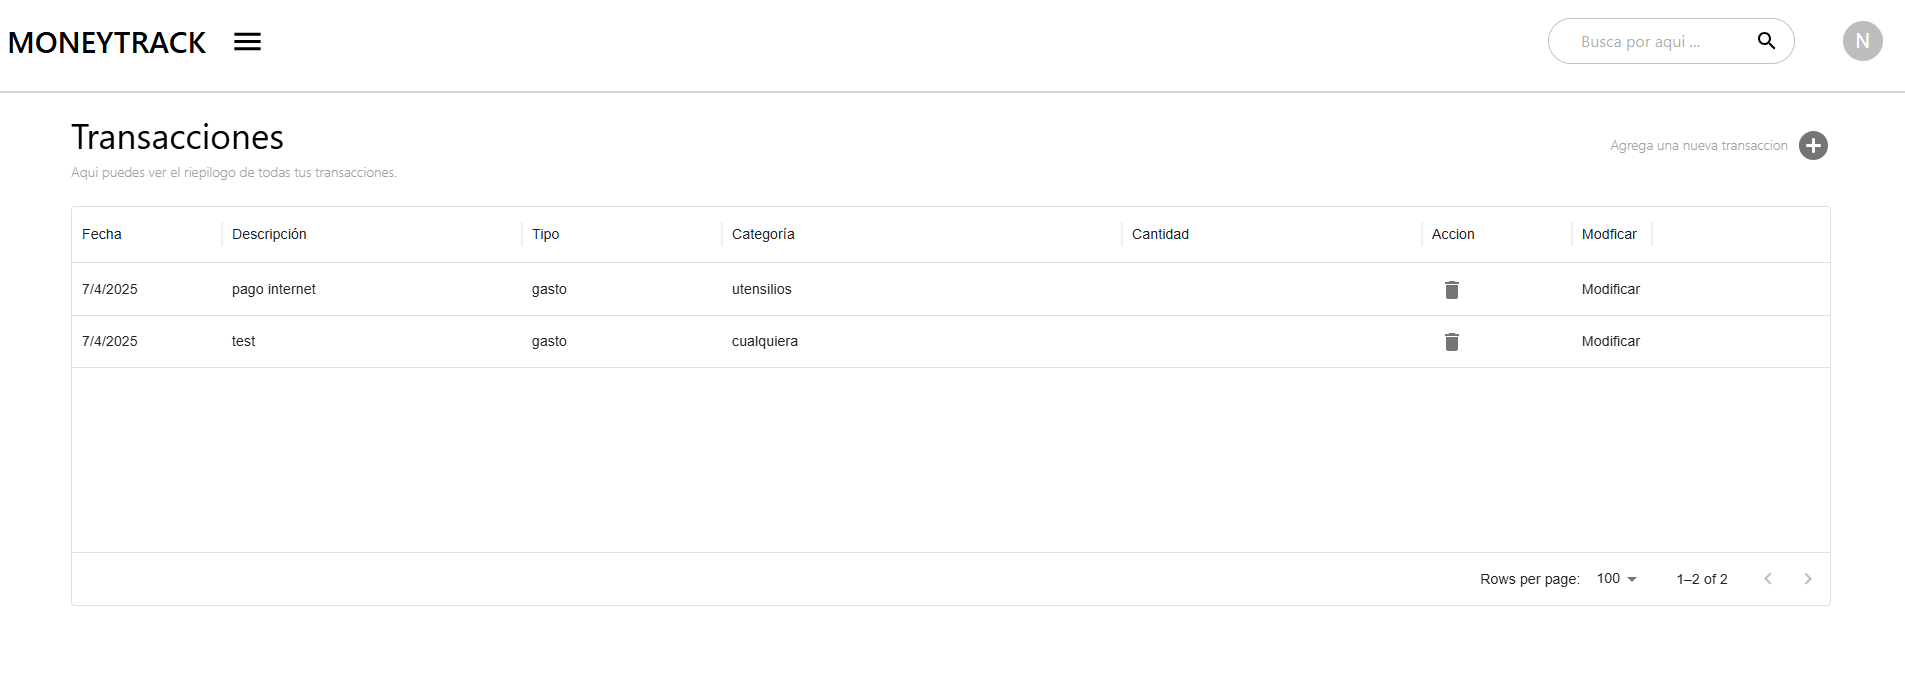 MONEYTRACK
Busca por aqui ...
N
Transacciones
Agrega una nueva transaccion
Aqui puedes ver el riepilogo de todas tus transacciones.
Fecha Descripción Tipo Categoría Cantidad Accion Modficar
7/4/2025 pago internet gasto utensilios Modificar
7/4/2025 test gasto cualquiera Modificar
Rows per page: 100 1–2 of 2